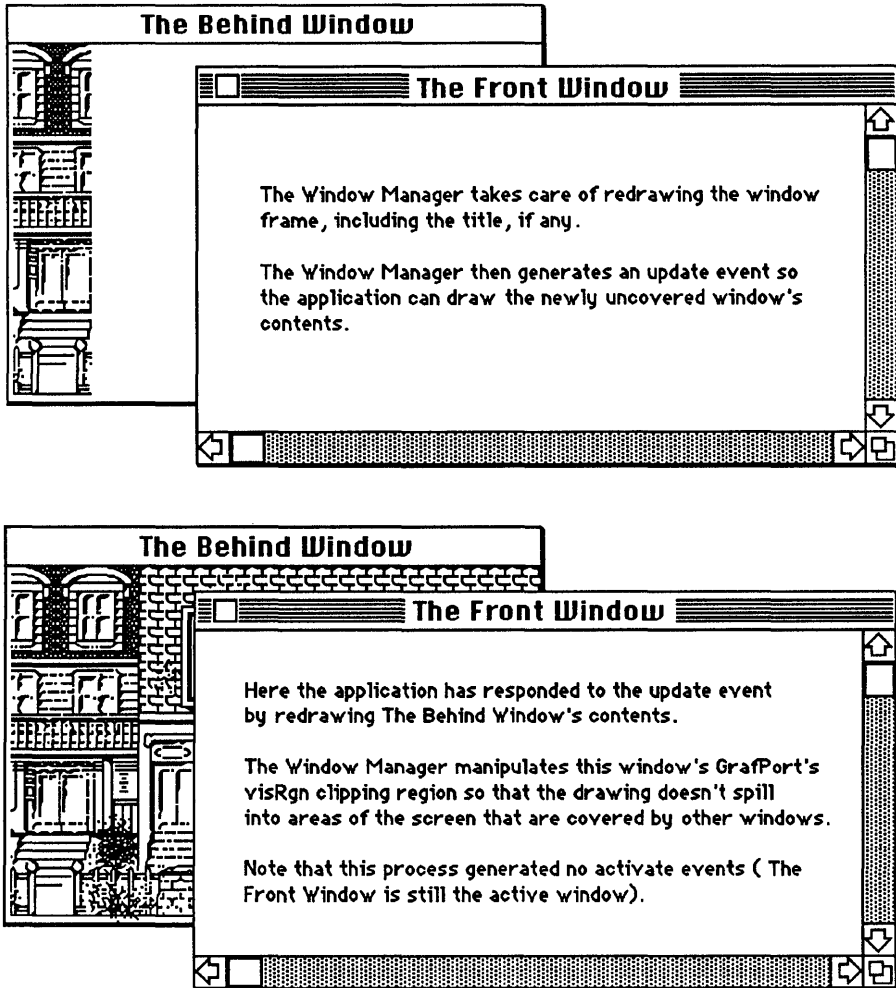 The Behind Window
The Front Window
The Window Manager takes care of redrawing the window
frame, including the title, if any.
The Window Manager then generates an update event so
the application can draw the newly uncovered window's
contents.
The Behind Window
The Front Window
Here the application has responded to the update event
by redrawing The Behind Window's contents.
The Window Manager manipulates this window's GrafPort's
visRgn clipping region so that the drawing doesn't spill
into areas of the screen that are covered by other windows.
Note that this process generated no activate events ( The
Front Window is still the active window).